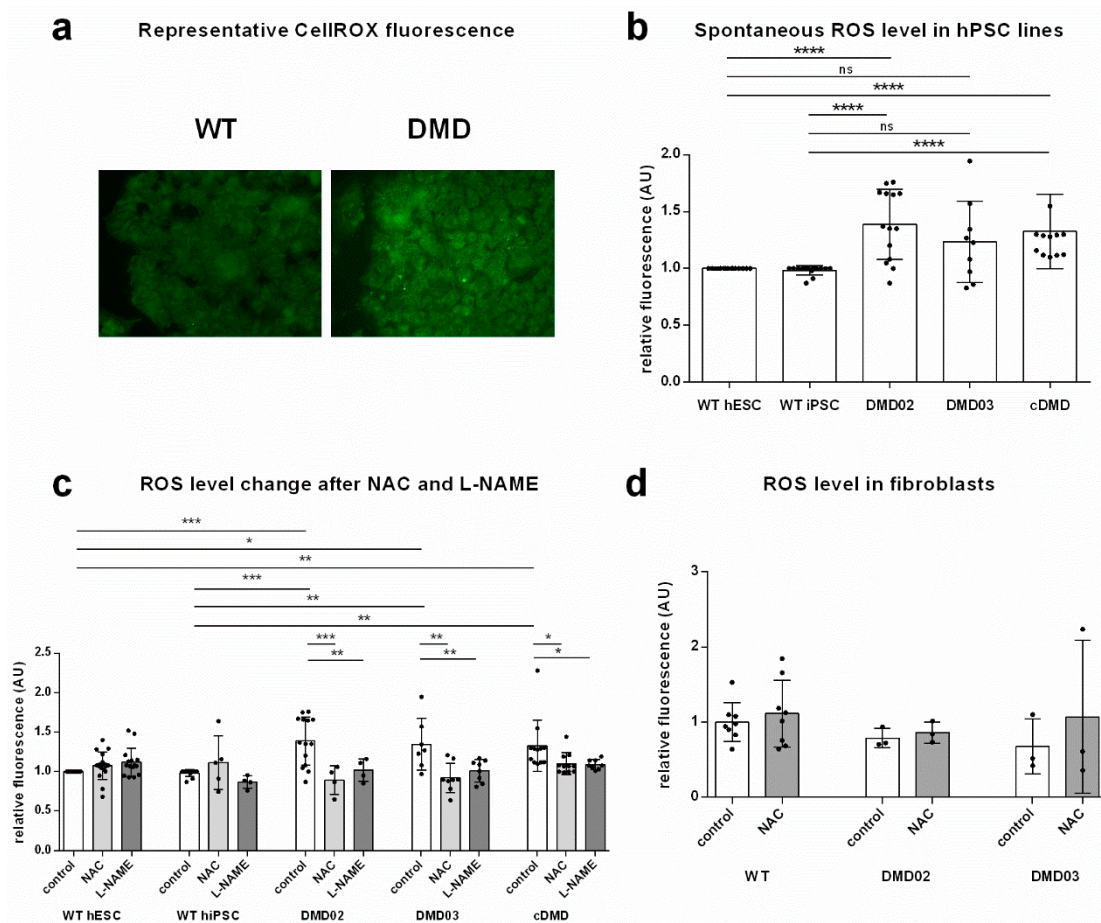 a
Representative CellROX fluorescence
WT
DMD
b
Spontaneous ROS level in hPSC lines
****
ns
****
****
ns
****
relative fluorescence (AU)
2.0
1.5
1.0
0.5
0.0
WT hESC
WT iPSC
DMD02
DMD03
cDMD
c
ROS level change after NAC and L-NAME
***
*
**
***
**
**
***
**
**
**
*
*
relative fluorescence (AU)
2.5
2.0
1.5
1.0
0.5
0.0
control
NAC
L-NAME
control
NAC
L-NAME
control
NAC
L-NAME
control
NAC
L-NAME
control
NAC
L-NAME
WT hESC
WT hiPSC
DMD02
DMD03
cDMD
d
ROS level in fibroblasts
relative fluorescence (AU)
3
2
1
0
control
NAC
control
NAC
control
NAC
WT
DMD02
DMD03